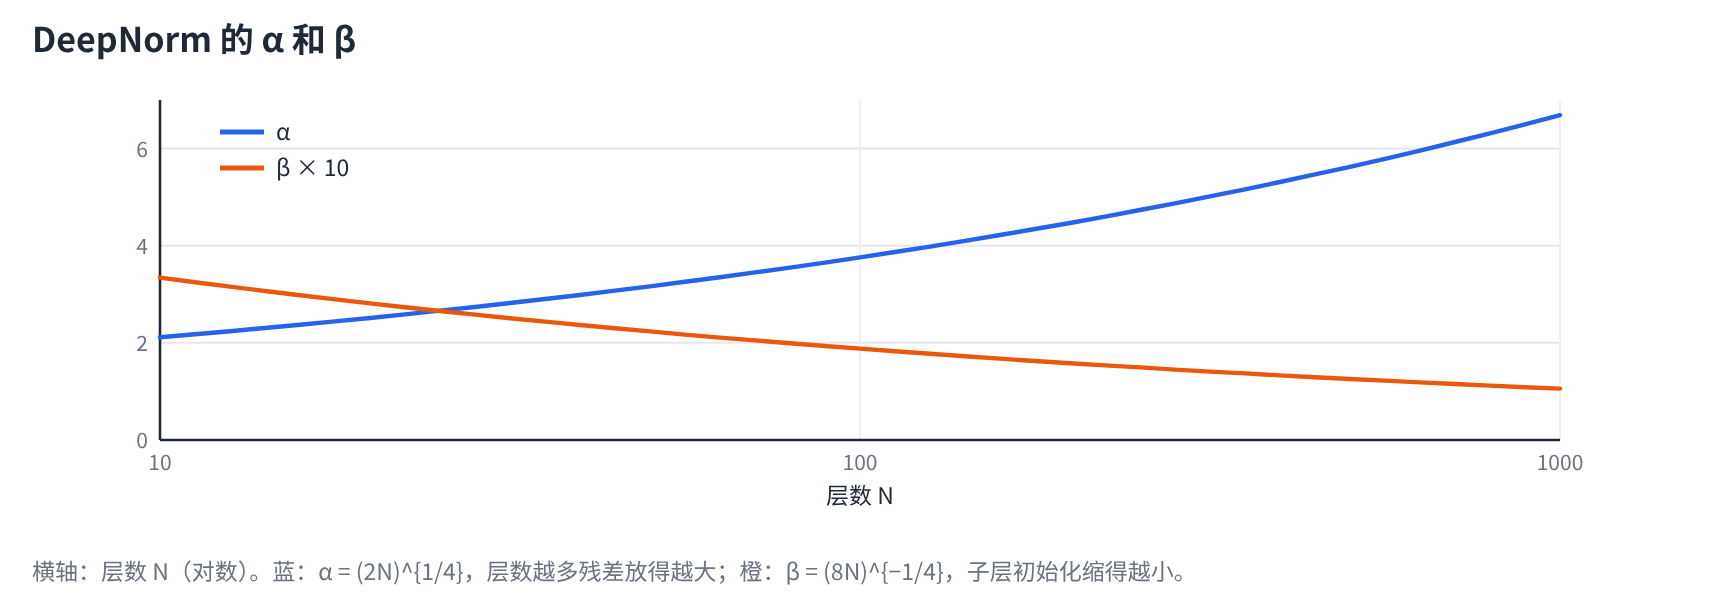 DeepNorm 的 α 和 β
α
β × 10
6
4
2
0
10
100
1000
层数 N
横轴：层数 N（对数）。蓝：α = (2N)^{1/4}，层数越多残差放得越大；橙：β = (8N)^{−1/4}，子层初始化缩得越小。